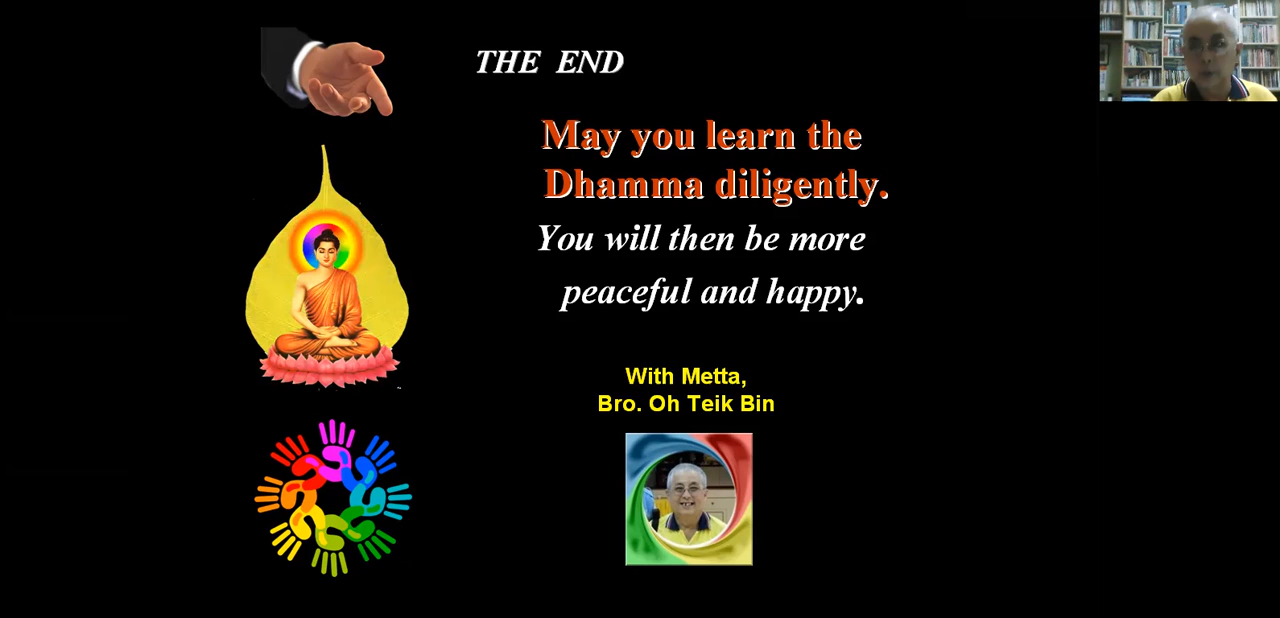 THE END
May you learn the
Dhamma diligently.
You will then be more
peaceful and happy.
With Metta,
Bro. Oh Teik Bin